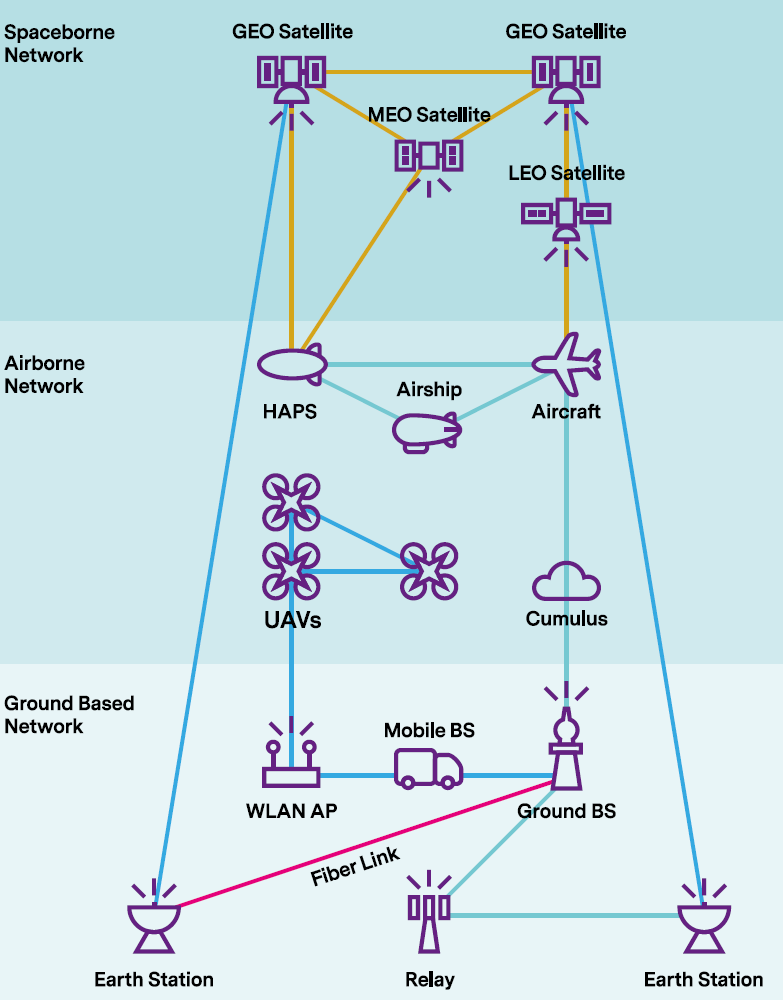 Spaceborne
Network
GEO Satellite
GEO Satellite
MEO Satellite
LEO Satellite
Airborne
Network
HAPS
Airship
Aircraft
UAVs
Cumulus
Ground Based
Network
Mobile BS
WLAN AP
Ground BS
Fiber Link
Earth Station
Relay
Earth Station